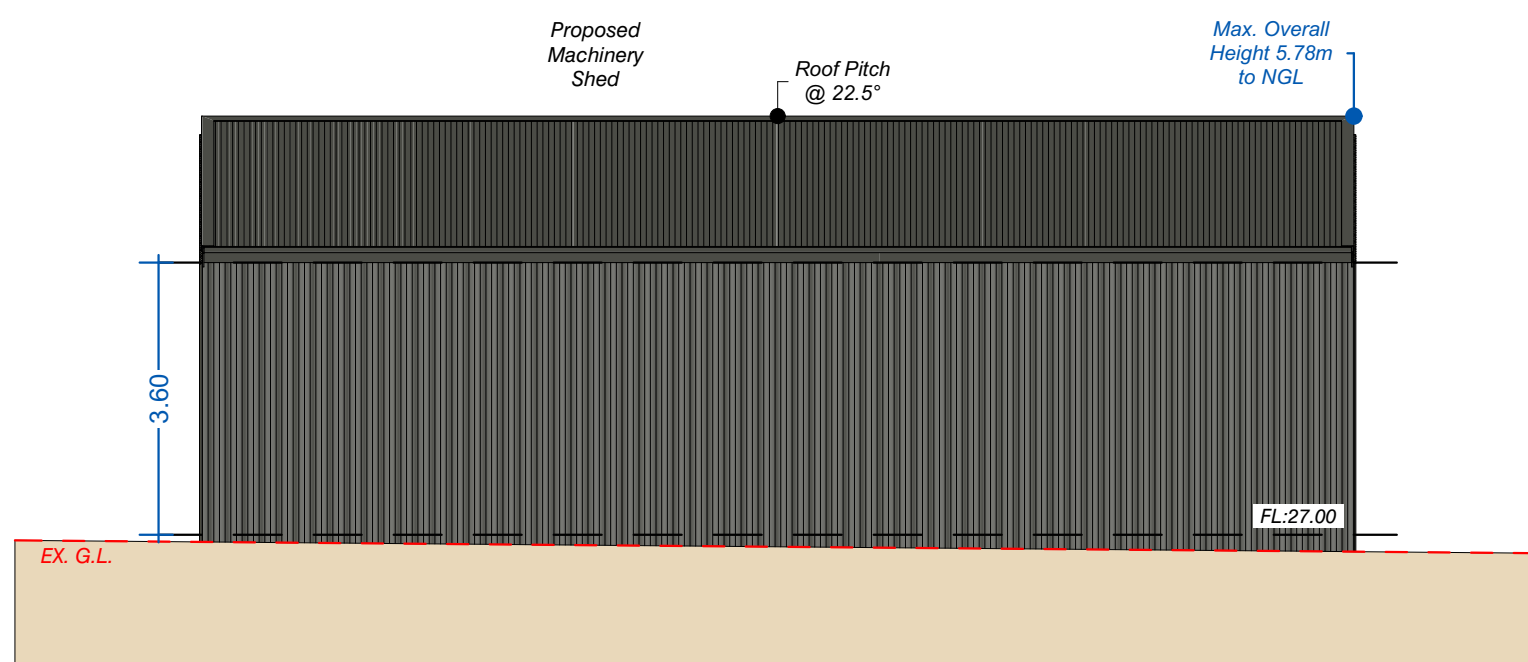 Proposed
Machinery
Shed
Roof Pitch
@ 22.5°
Max. Overall
Height 5.78m
to NGL
3.60
FL:27.00
EX. G.L.